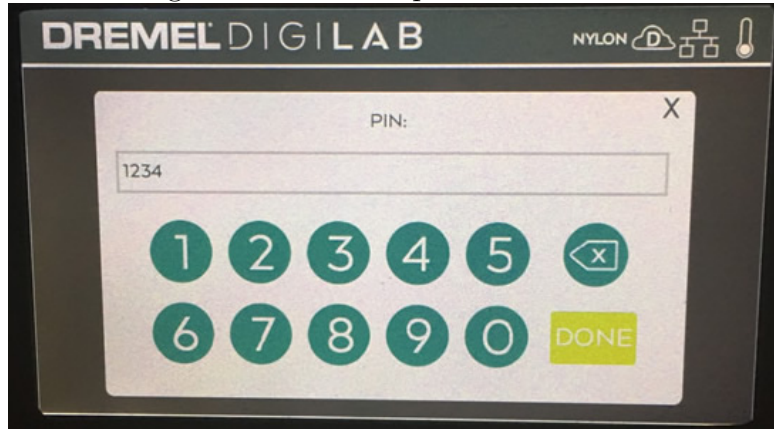 DREMEL DIGILAB NYLON D
PIN: X
1234
1 2 3 4 5 X
6 7 8 9 0 DONE